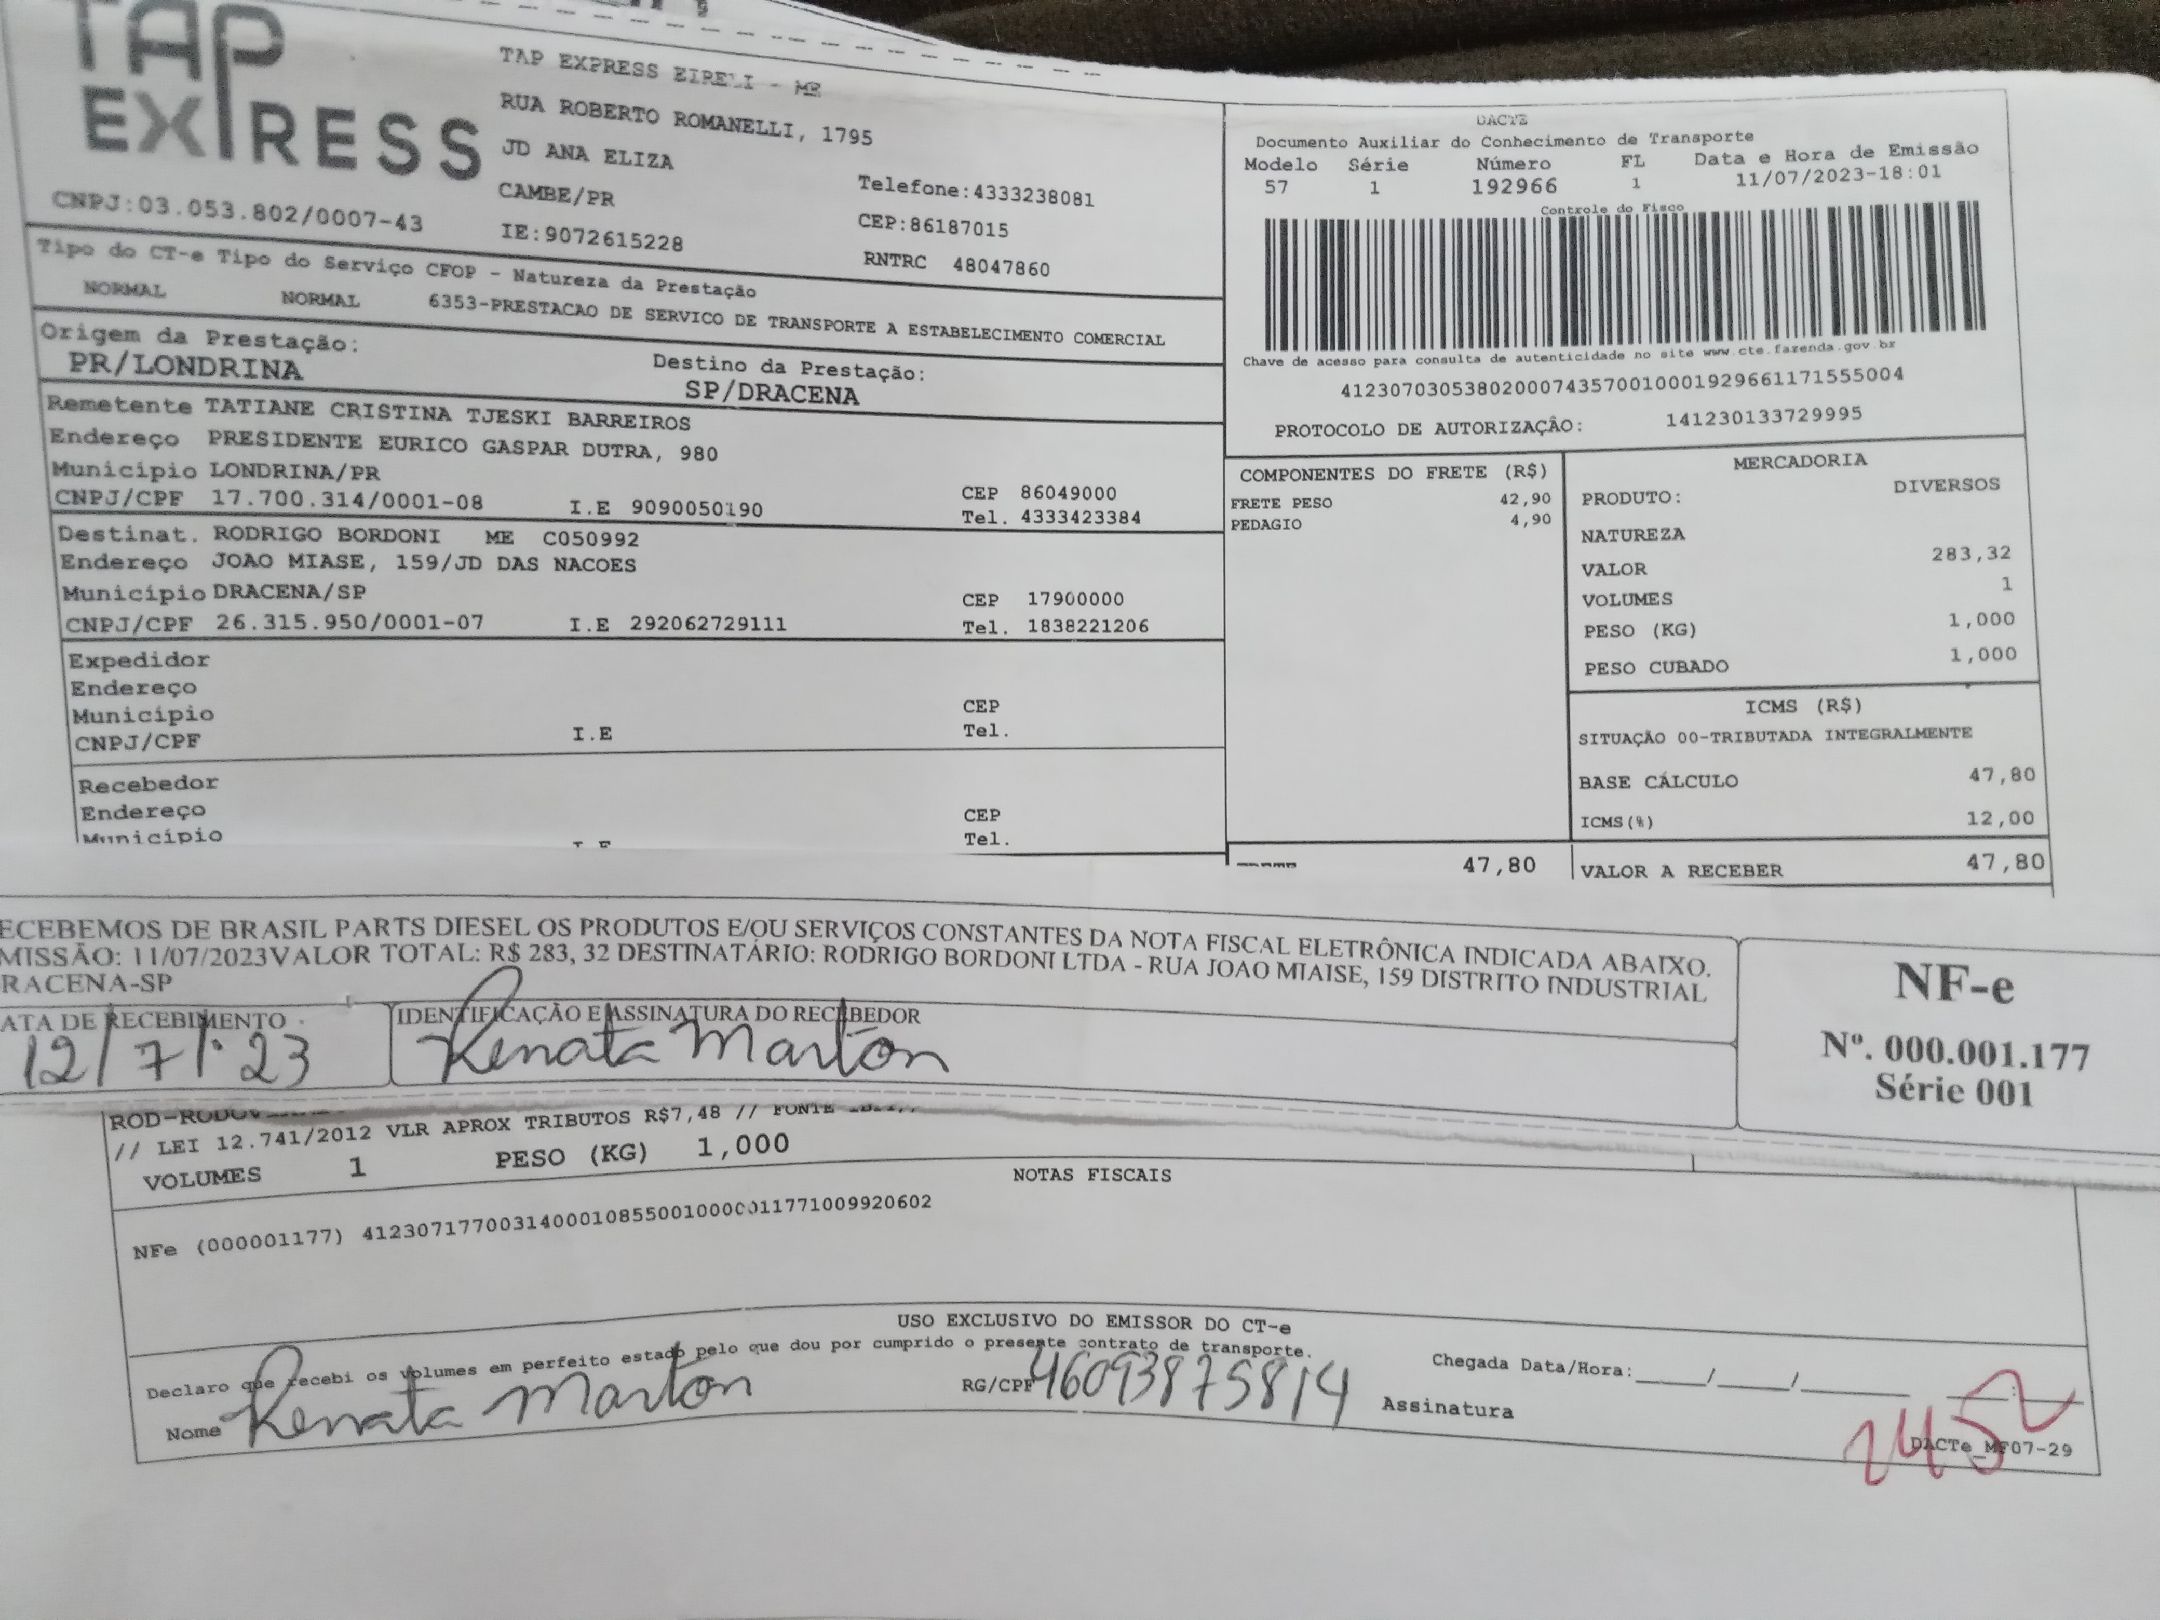 TAP
EXPRESS
CNPJ:03.053.802/0007-43
TAP EXPRESS EIRELI - ME
RUA ROBERTO ROMANELLI, 1795
JD ANA ELIZA
CAMBE/PR
IE:9072615228
Telefone:4333238081
CEP:86187015
RNTRC 48047860
DACTE
Documento Auxiliar do Conhecimento de Transporte
Modelo Série Número FL Data e Hora de Emissão
57 1 192966 1 11/07/2023-18:01
Controle do Fisco
Chave de acesso para consulta de autenticidade no site www.cte.fazenda.gov.br
41230703053802000743570010001929661171555004
PROTOCOLO DE AUTORIZAÇÃO: 141230133729995
Tipo do CT-e Tipo do Serviço CFOP - Natureza da Prestação
NORMAL NORMAL 6353-PRESTACAO DE SERVICO DE TRANSPORTE A ESTABELECIMENTO COMERCIAL
Origem da Prestação: Destino da Prestação:
PR/LONDRINA SP/DRACENA
Remetente TATIANE CRISTINA TJESKI BARREIROS
Endereço PRESIDENTE EURICO GASPAR DUTRA, 980
Município LONDRINA/PR CEP 86049000
CNPJ/CPF 17.700.314/0001-08 I.E 9090050190 Tel. 4333423384
Destinat. RODRIGO BORDONI ME C050992
Endereço JOAO MIASE, 159/JD DAS NACOES
Município DRACENA/SP CEP 17900000
CNPJ/CPF 26.315.950/0001-07 I.E 292062729111 Tel. 1838221206
Expedidor
Endereço
Município CEP
CNPJ/CPF I.E Tel.
Recebedor
Endereço CEP
Município I.E Tel.
COMPONENTES DO FRETE (R$)
FRETE PESO 42,90
PEDAGIO 4,90
47,80
MERCADORIA
PRODUTO: DIVERSOS
NATUREZA
VALOR 283,32
VOLUMES 1
PESO (KG) 1,000
PESO CUBADO 1,000
ICMS (R$)
SITUAÇÃO 00-TRIBUTADA INTEGRALMENTE
BASE CÁLCULO 47,80
ICMS(%) 12,00
VALOR A RECEBER 47,80
ECEBEMOS DE BRASIL PARTS DIESEL OS PRODUTOS E/OU SERVIÇOS CONSTANTES DA NOTA FISCAL ELETRÔNICA INDICADA ABAIXO.
MISSÃO: 11/07/2023VALOR TOTAL: R$ 283, 32 DESTINATÁRIO: RODRIGO BORDONI LTDA - RUA JOAO MIAISE, 159 DISTRITO INDUSTRIAL
RACENA-SP
ATA DE RECEBIMENTO IDENTIFICAÇÃO E ASSINATURA DO RECEBEDOR
12/7/23 Renata Marton
NF-e
Nº. 000.001.177
Série 001
// LEI 12.741/2012 VLR APROX TRIBUTOS R$7,48 // FONTE
VOLUMES 1 PESO (KG) 1,000
NOTAS FISCAIS
NFe (000001177) 41230717700314000108550010000011771009920602
USO EXCLUSIVO DO EMISSOR DO CT-e
Declaro que recebi os volumes em perfeito estado pelo que dou por cumprido o presente contrato de transporte.
Nome Renata Marton RG/CPF 46093875814
Chegada Data/Hora:____/____/______ ____:____
Assinatura
DACTe_MF07-29